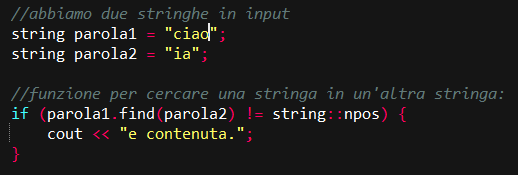 //abbiamo due stringhe in input
string parola1 = "ciao";
string parola2 = "ia";
//funzione per cercare una stringa in un'altra stringa:
if (parola1.find(parola2) != string::npos) {
cout << "e contenuta.";
}